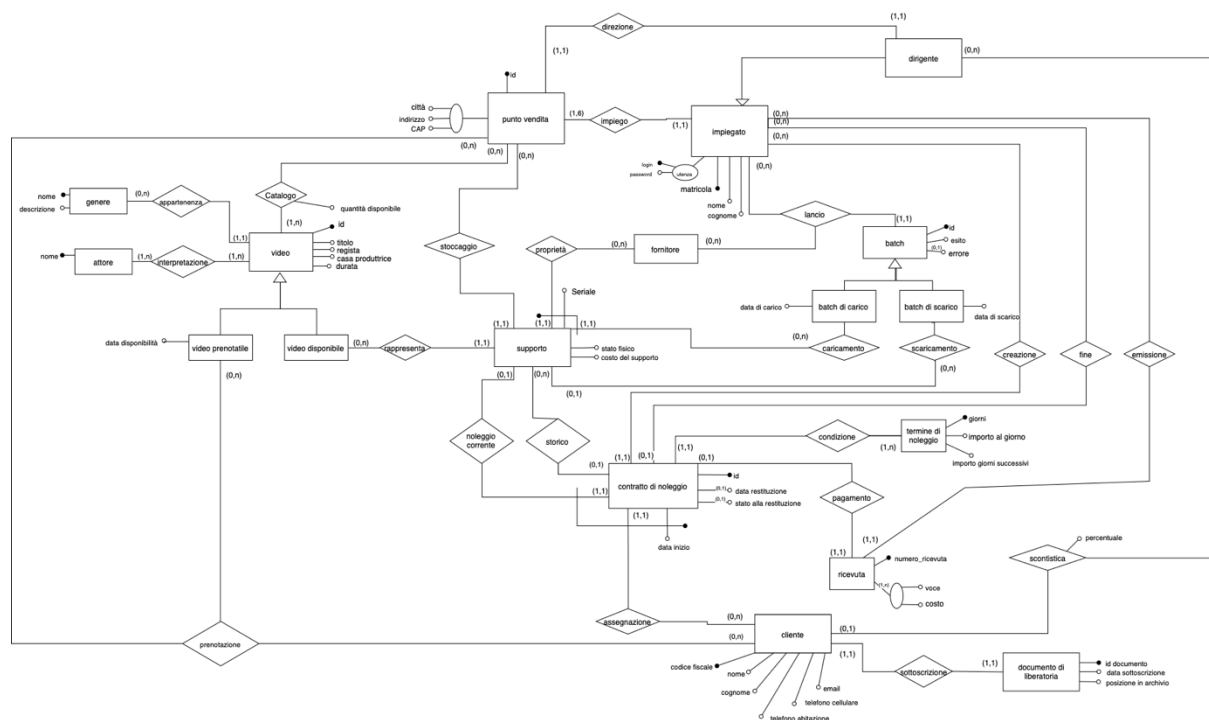 direzione
(1,1)
(1,1)
(0,n)
dirigente
id
città
indirizzo
CAP
punto vendita
(1,6)
impiego
(1,1)
impiegato
(0,n)
(0,n)
(0,n)
(0,n)
(0,n)
(0,n)
login
password
utenza
matricola
nome
cognome
(0,n)
nome
descrizione
genere
(0,n)
appartenenza
Catalogo
quantità disponibile
(1,n)
id
(1,1)
video
titolo
regista
casa produttrice
durata
nome
attore
(1,n)
interpretazione
(1,n)
stoccaggio
lancio
(1,1)
proprietà
(0,n)
fornitore
(0,n)
batch
id
esito
(0,1)
errore
Seriale
data di carico
batch di carico
batch di scarico
data di scarico
data disponibilità
video prenotatile
video disponibile
(0,n)
rappresenta
(1,1)
(1,1)
(1,1)
(1,1)
supporto
stato fisico
costo del supporto
(0,n)
caricamento
scaricamento
(0,n)
creazione
fine
emissione
(0,n)
(0,1)
(0,n)
(0,1)
noleggio
corrente
storico
condizione
termine di
noleggio
giorni
importo al giorno
importo giorni successivi
(1,n)
(1,1)
(0,1)
(1,1)
(0,1)
(0,1)
(1,1)
contratto di noleggio
id
(0,1)
data restituzione
(0,1)
stato alla restituzione
(1,1)
data inizio
pagamento
(1,1)
(1,1)
ricevuta
numero_ricevuta
(1,n)
voce
costo
percentuale
scontistica
assegnazione
(0,n)
prenotazione
(0,n)
cliente
(0,1)
(1,1)
codice fiscale
nome
cognome
telefono abitazione
telefono cellulare
email
sottoscrizione
(1,1)
documento di
liberatoria
id documento
data sottoscrizione
posizione in archivio